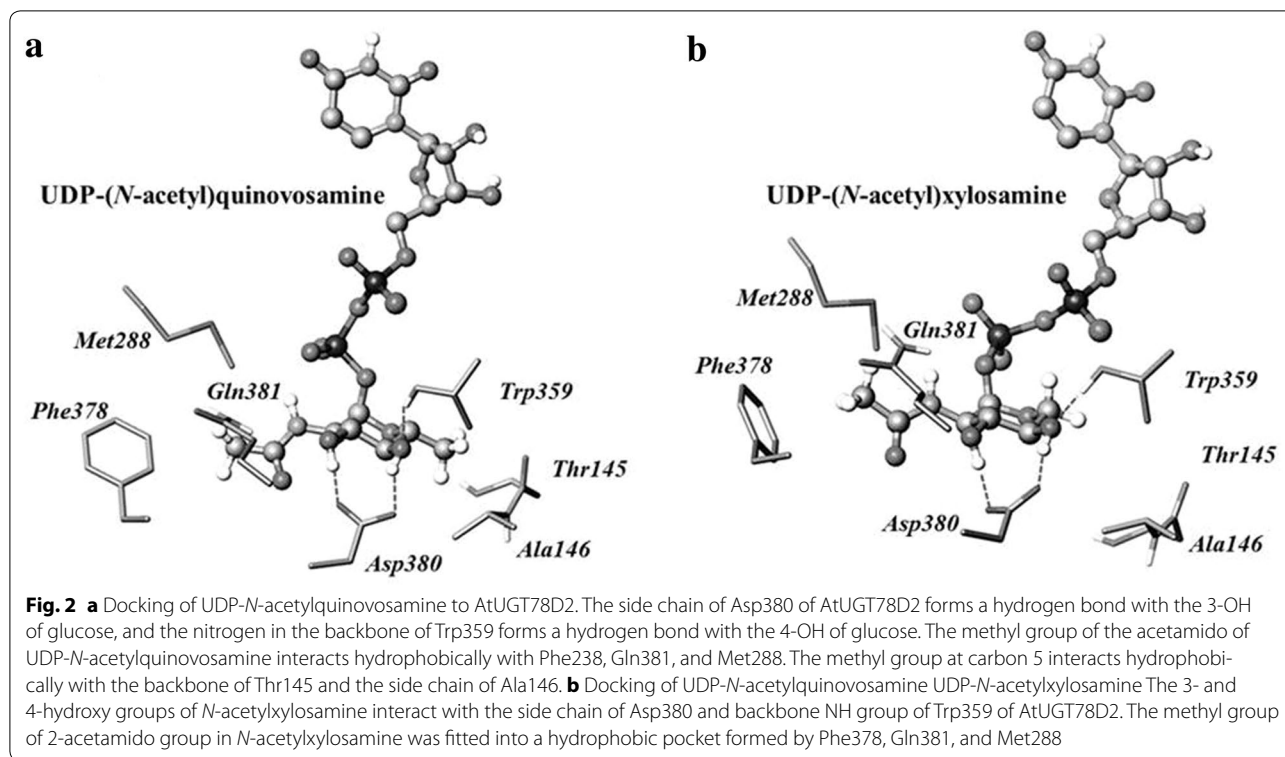 a
b
UDP-(N-acetyl)quinovosamine
UDP-(N-acetyl)xylosamine
Met288
Gln381
Phe378
Trp359
Thr145
Asp380
Ala146
Met288
Gln381
Phe378
Trp359
Thr145
Asp380
Ala146
Fig. 2 a Docking of UDP-N-acetylquinovosamine to AtUGT78D2. The side chain of Asp380 of AtUGT78D2 forms a hydrogen bond with the 3-OH
of glucose, and the nitrogen in the backbone of Trp359 forms a hydrogen bond with the 4-OH of glucose. The methyl group of the acetamido of
UDP-N-acetylquinovosamine interacts hydrophobically with Phe238, Gln381, and Met288. The methyl group at carbon 5 interacts hydrophobi-
cally with the backbone of Thr145 and the side chain of Ala146. b Docking of UDP-N-acetylquinovosamine UDP-N-acetylxylosamine The 3- and
4-hydroxy groups of N-acetylxylosamine interact with the side chain of Asp380 and backbone NH group of Trp359 of AtUGT78D2. The methyl group
of 2-acetamido group in N-acetylxylosamine was fitted into a hydrophobic pocket formed by Phe378, Gln381, and Met288